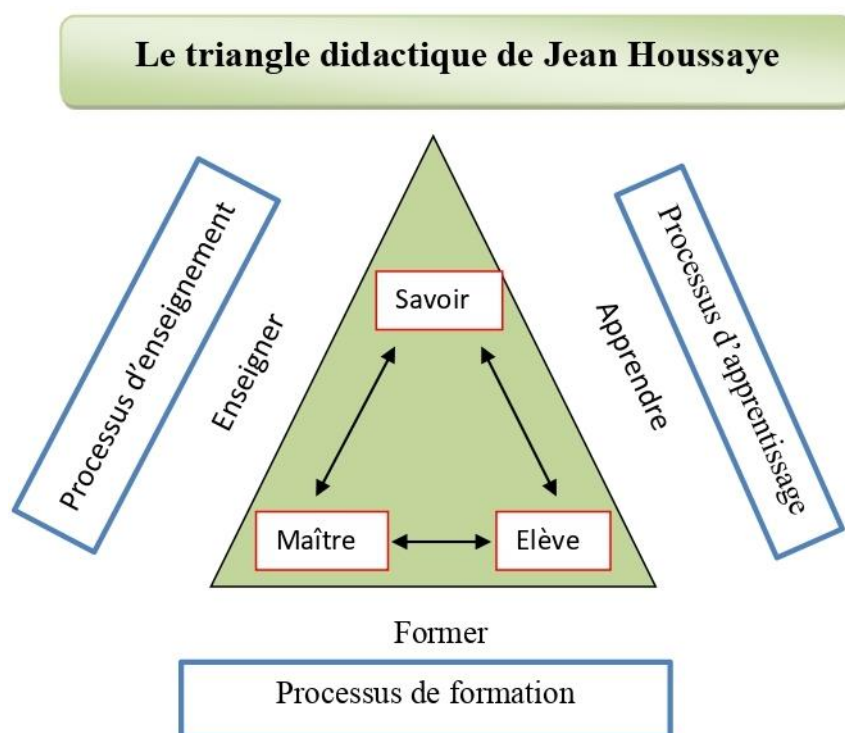 Le triangle didactique de Jean Houssaye
Processus d'enseignement
Enseigner
Savoir
Apprendre
Processus d'apprentissage
Maître
Elève
Former
Processus de formation